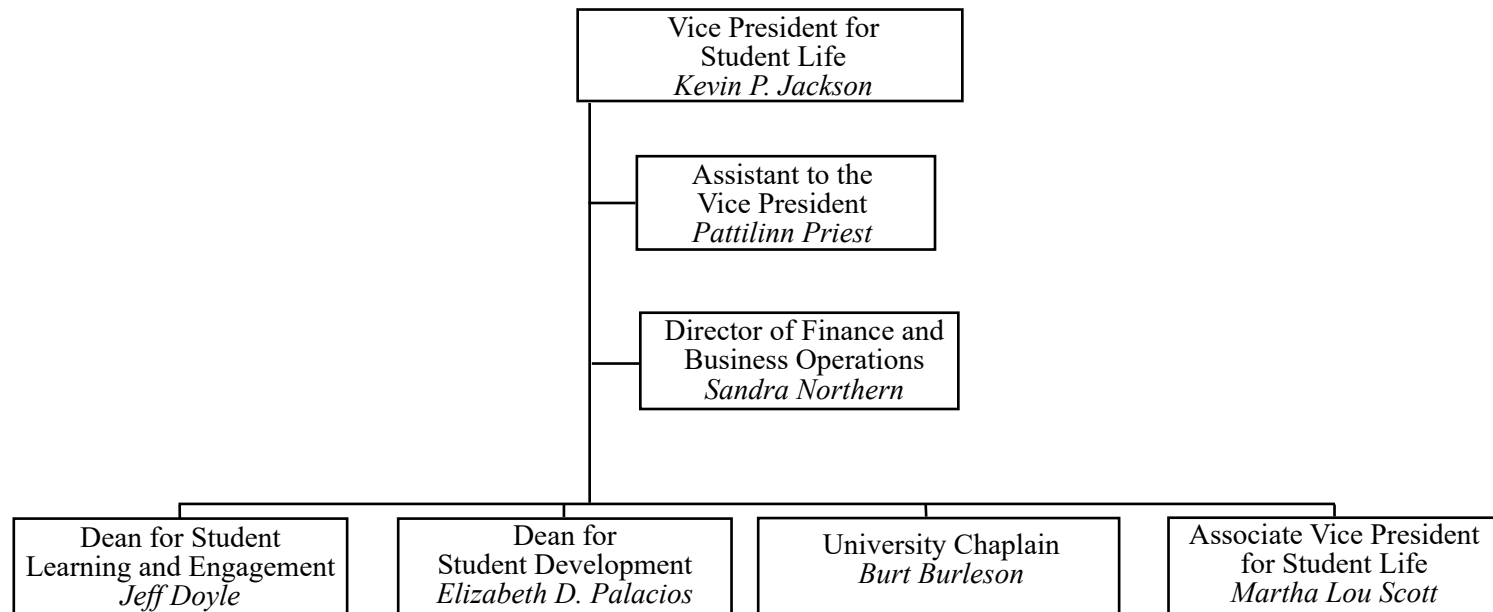 Vice President for
Student Life
Kevin P. Jackson
Assistant to the
Vice President
Pattilinn Priest
Director of Finance and
Business Operations
Sandra Northern
Dean for Student
Learning and Engagement
Jeff Doyle
Dean for
Student Development
Elizabeth D. Palacios
University Chaplain
Burt Burleson
Associate Vice President
for Student Life
Martha Lou Scott